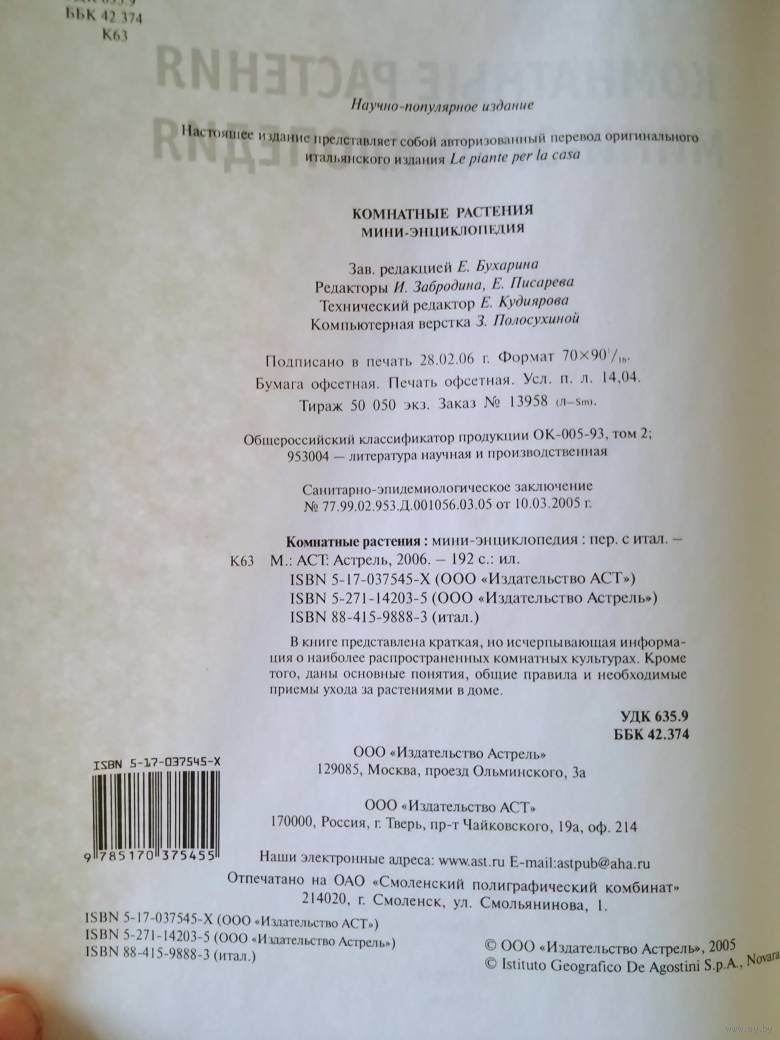 ББК 42 374
К63
Научно-популярное издание
Настоящее издание представляет собой авторизованный перевод оригинального
итальянского издания Le piante per la casa
КОМНАТНЫЕ РАСТЕНИЯ
МИНИ-ЭНЦИКЛОПЕДИЯ
Зав. редакцией Е. Бухарина
Редакторы И. Забродина, Е. Писарева
Технический редактор Е. Кудиярова
Компьютерная верстка З. Полосухиной
Подписано в печать 28.02.06 г. Формат 70×90 1/16.
Бумага офсетная. Печать офсетная. Усл. п. л. 14,04.
Тираж 50 050 экз. Заказ № 13958 (Л–Sm).
Общероссийский классификатор продукции ОК-005-93, том 2;
953004 — литература научная и производственная
Санитарно-эпидемиологическое заключение
№ 77.99.02.953.Д.001056.03.05 от 10.03.2005 г.
Комнатные растения : мини-энциклопедия : пер. с итал. —
К63 М.: АСТ: Астрель, 2006. — 192 с.: ил.
ISBN 5-17-037545-X (ООО «Издательство АСТ»)
ISBN 5-271-14203-5 (ООО «Издательство Астрель»)
ISBN 88-415-9888-3 (итал.)
В книге представлена краткая, но исчерпывающая информа-
ция о наиболее распространенных комнатных культурах. Кроме
того, даны основные понятия, общие правила и необходимые
приемы ухода за растениями в доме.
УДК 635.9
ББК 42.374
ООО «Издательство Астрель»
129085, Москва, проезд Ольминского, 3а
ООО «Издательство АСТ»
170000, Россия, г. Тверь, пр-т Чайковского, 19а, оф. 214
Наши электронные адреса: www.ast.ru E-mail:astpub@aha.ru
Отпечатано на ОАО «Смоленский полиграфический комбинат»
214020, г. Смоленск, ул. Смольянинова, 1.
ISBN 5-17-037545-X
9 785170 375455
ISBN 5-17-037545-X (ООО «Издательство АСТ»)
ISBN 5-271-14203-5 (ООО «Издательство Астрель»)
ISBN 88-415-9888-3 (итал.)
© ООО «Издательство Астрель», 2005
© Istituto Geografico De Agostini S.p.A., Novara